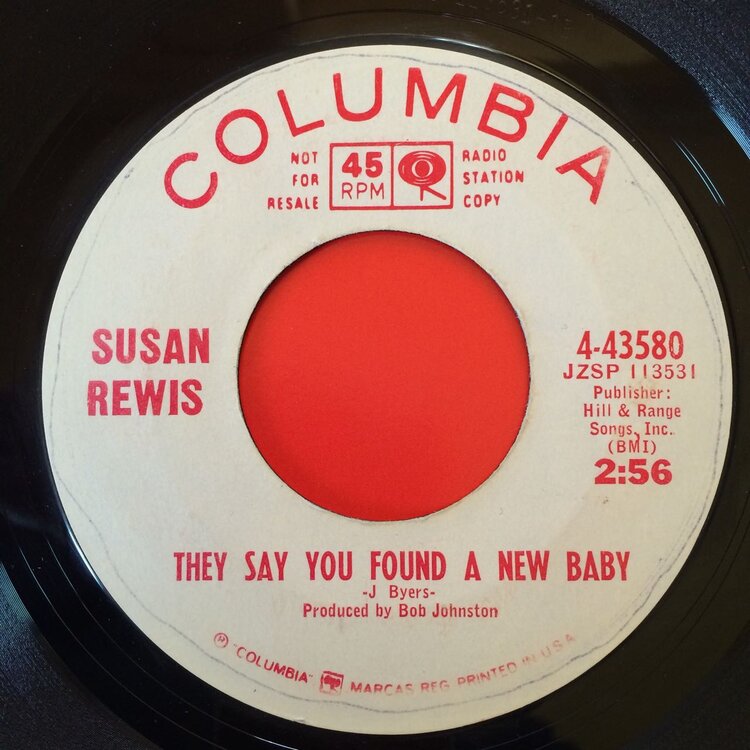 COLUMBIA
NOT
FOR
RESALE
45
RPM
RADIO
STATION
COPY
SUSAN
REWIS
4-43580
JZSP 113531
Publisher:
Hill & Range
Songs, Inc.
(BMI)
2:56
THEY SAY YOU FOUND A NEW BABY
-J Byers-
Produced by Bob Johnston
"COLUMBIA" MARCAS REG. PRINTED IN U.S.A.